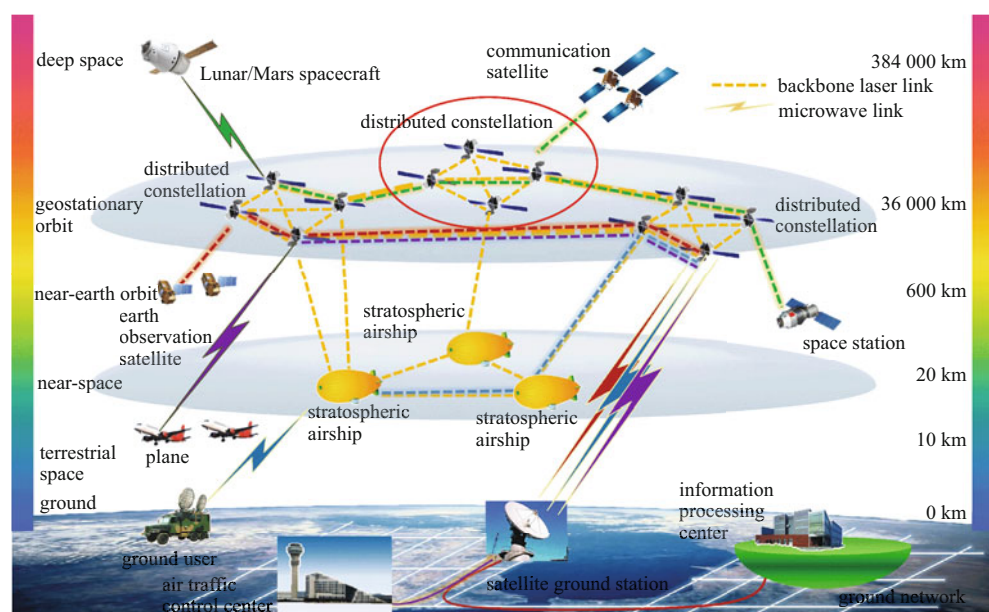 deep space
Lunar/Mars spacecraft
communication
satellite
384 000 km
backbone laser link
microwave link
distributed constellation
distributed
constellation
geostationary
orbit
36 000 km
distributed
constellation
near-earth orbit
earth
observation
satellite
600 km
stratospheric
airship
space station
near-space
20 km
stratospheric
airship
stratospheric
airship
plane
10 km
terrestrial
space
ground
information
processing
center
0 km
ground user
air traffic
control center
satellite ground station
ground network